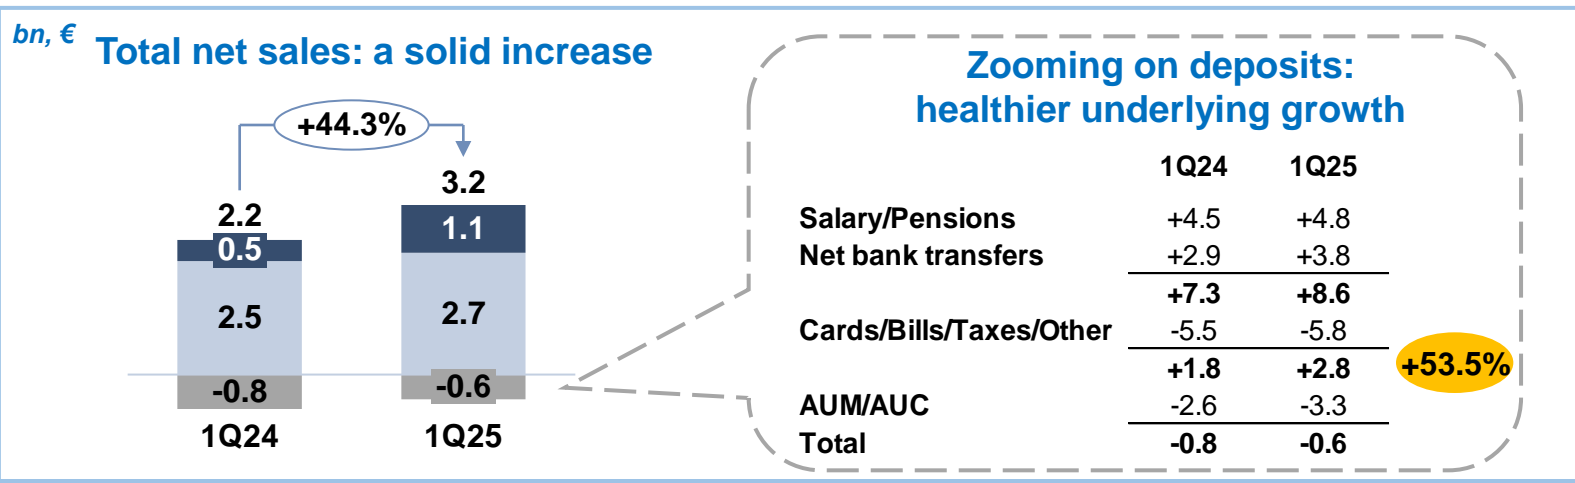 bn, €
Total net sales: a solid increase
+44.3%
2.2
3.2
0.5
1.1
2.5
2.7
-0.8
-0.6
1Q24
1Q25
Zooming on deposits:
healthier underlying growth
1Q24 1Q25
Salary/Pensions +4.5 +4.8
Net bank transfers +2.9 +3.8
+7.3 +8.6
Cards/Bills/Taxes/Other -5.5 -5.8
+1.8 +2.8
+53.5%
AUM/AUC -2.6 -3.3
Total -0.8 -0.6